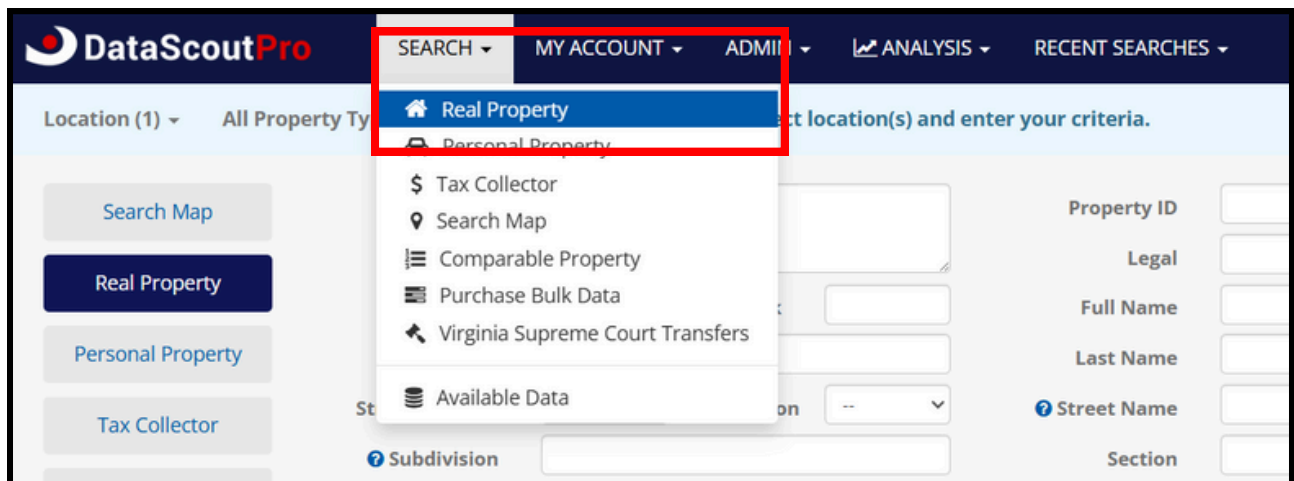 DataScoutPro SEARCH MY ACCOUNT ADMIN ANALYSIS RECENT SEARCHES
Location (1) All Property Ty Real Property ct location(s) and enter your criteria.
Personal Property
Search Map $ Tax Collector Property ID
Search Map
Real Property Comparable Property Legal
Purchase Bulk Data Full Name
Personal Property Virginia Supreme Court Transfers Last Name
Tax Collector St Available Data on -- Street Name
Subdivision Section